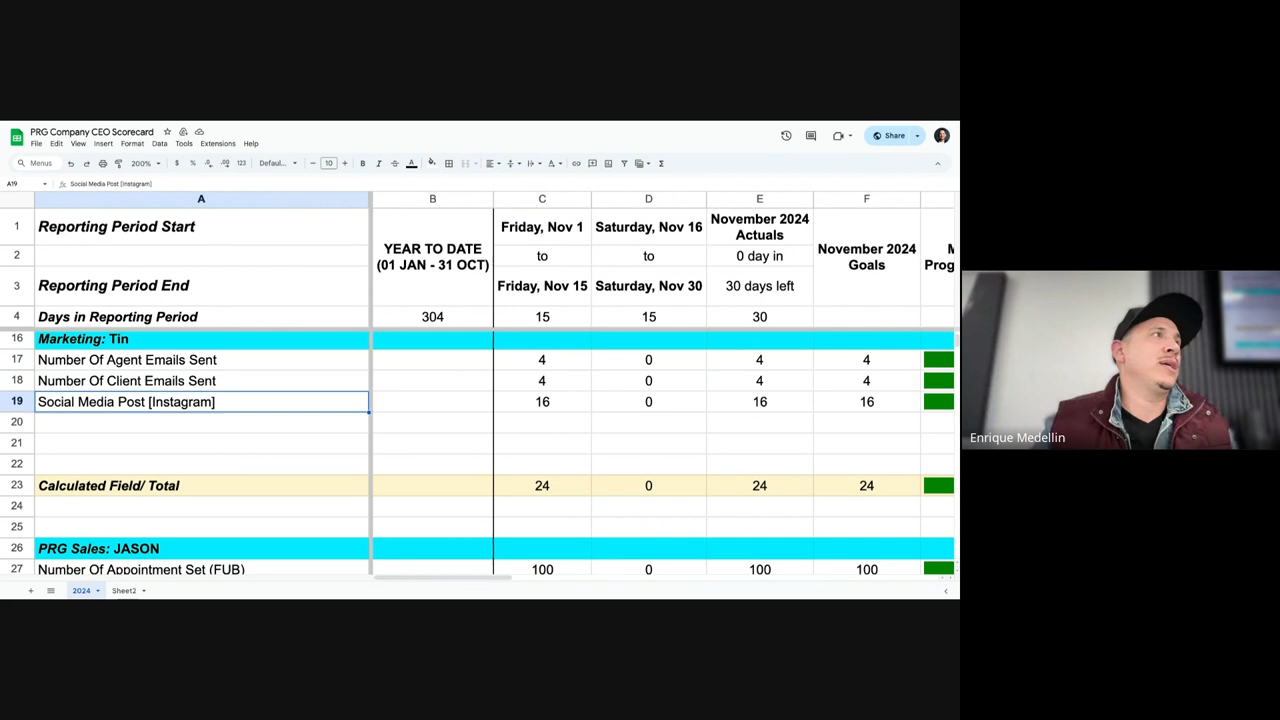 PRG Company CEO Scorecard
File Edit View Insert Format Data Tools Extensions Help
Share
Menus 200% $ % .0 .00 123 Defaul... 10 B I A
A19 fx Social Media Post [Instagram]
A B C D E F
1 Reporting Period Start Friday, Nov 1 Saturday, Nov 16 November 2024 Actuals
2 YEAR TO DATE (01 JAN - 31 OCT) to to 0 day in November 2024 Goals M Prog
3 Reporting Period End Friday, Nov 15 Saturday, Nov 30 30 days left
4 Days in Reporting Period 304 15 15 30
16 Marketing: Tin
17 Number Of Agent Emails Sent 4 0 4 4
18 Number Of Client Emails Sent 4 0 4 4
19 Social Media Post [Instagram] 16 0 16 16
20
21
22
23 Calculated Field/ Total 24 0 24 24
24
25
26 PRG Sales: JASON
27 Number Of Appointment Set (FUB) 100 0 100 100
2024 Sheet2
Enrique Medellin